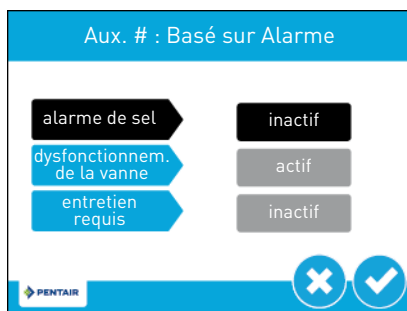 Aux. # : Basé sur Alarme
alarme de sel
inactif
dysfonctionnem.
de la vanne
actif
entretien
requis
inactif
PENTAIR